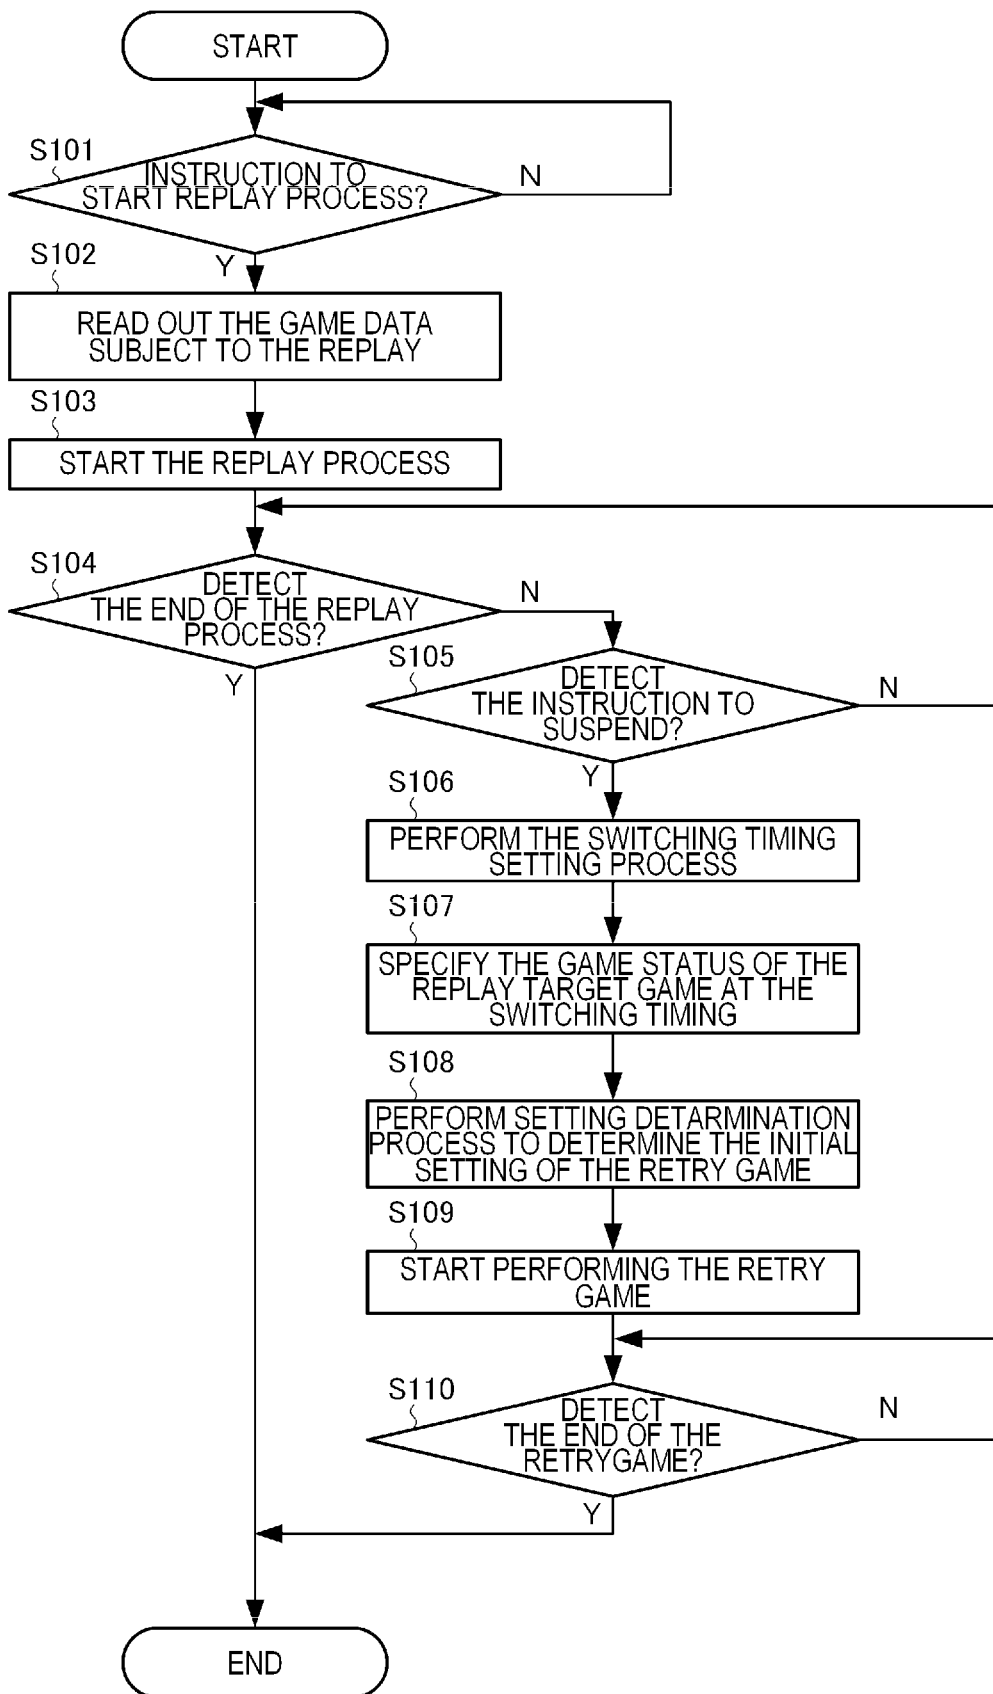 START
S101
INSTRUCTION TO
START REPLAY PROCESS?
N
Y
S102
READ OUT THE GAME DATA
SUBJECT TO THE REPLAY
S103
START THE REPLAY PROCESS
S104
DETECT
THE END OF THE REPLAY
PROCESS?
N
Y
S105
DETECT
THE INSTRUCTION TO
SUSPEND?
N
Y
S106
PERFORM THE SWITCHING TIMING
SETTING PROCESS
S107
SPECIFY THE GAME STATUS OF THE
REPLAY TARGET GAME AT THE
SWITCHING TIMING
S108
PERFORM SETTING DETARMINATION
PROCESS TO DETERMINE THE INITIAL
SETTING OF THE RETRY GAME
S109
START PERFORMING THE RETRY
GAME
S110
DETECT
THE END OF THE
RETRYGAME?
N
Y
END